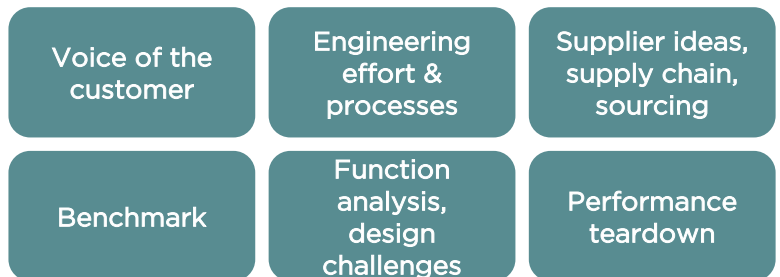 Voice of the
customer
Engineering
effort &
processes
Supplier ideas,
supply chain,
sourcing
Benchmark
Function
analysis,
design
challenges
Performance
teardown